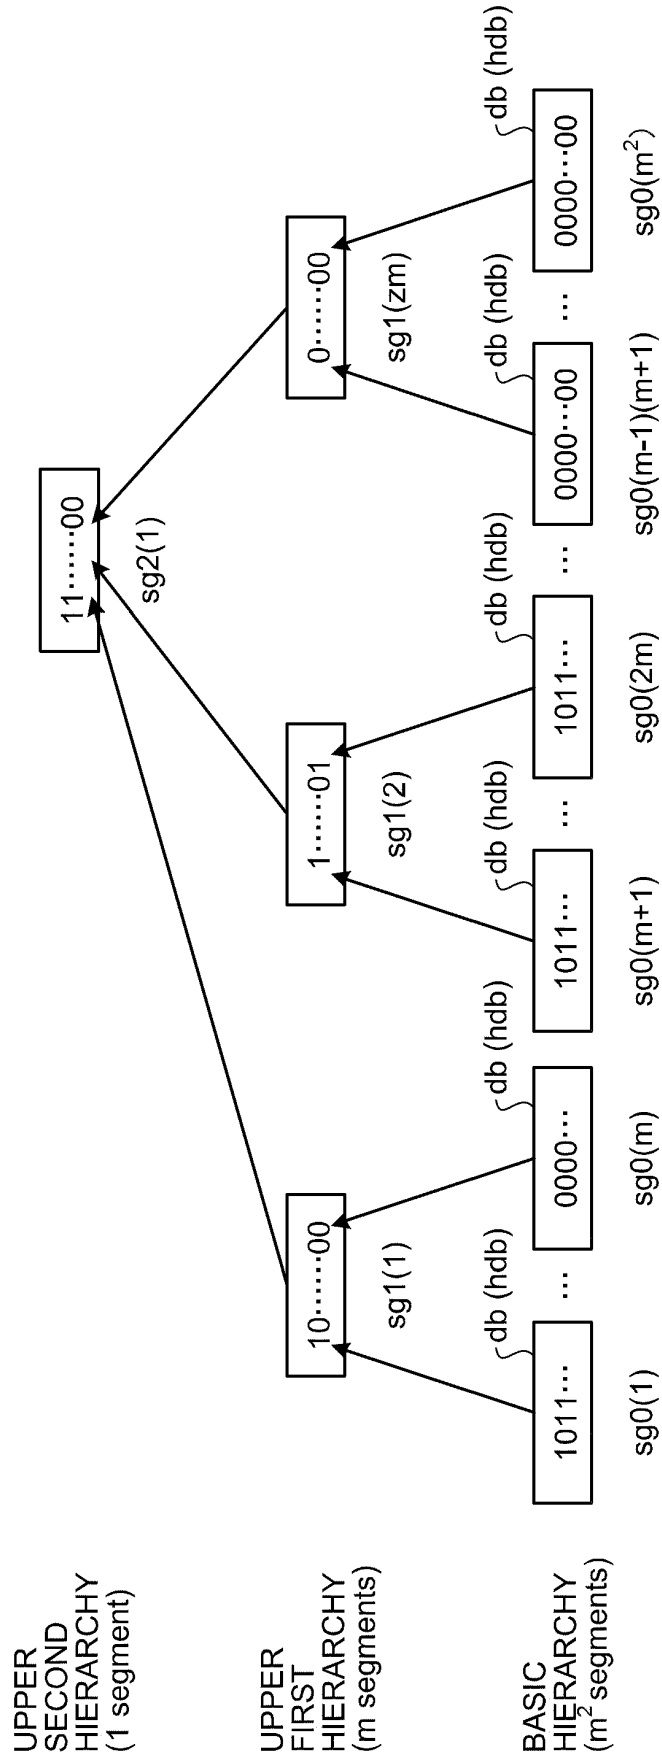 UPPER
SECOND
HIERARCHY
(1 segment)
11······00
sg2(1)
UPPER
FIRST
HIERARCHY
(m segments)
10······00
sg1(1)
1······01
sg1(2)
0······00
sg1(zm)
BASIC
HIERARCHY
(m² segments)
db (hdb)
1011···
sg0(1)
...
db (hdb)
0000···
sg0(m)
db (hdb)
1011···
sg0(m+1)
...
db (hdb)
1011···
sg0(2m)
...
db (hdb)
0000···00
sg0(m-1)(m+1)
...
db (hdb)
0000···00
sg0(m²)